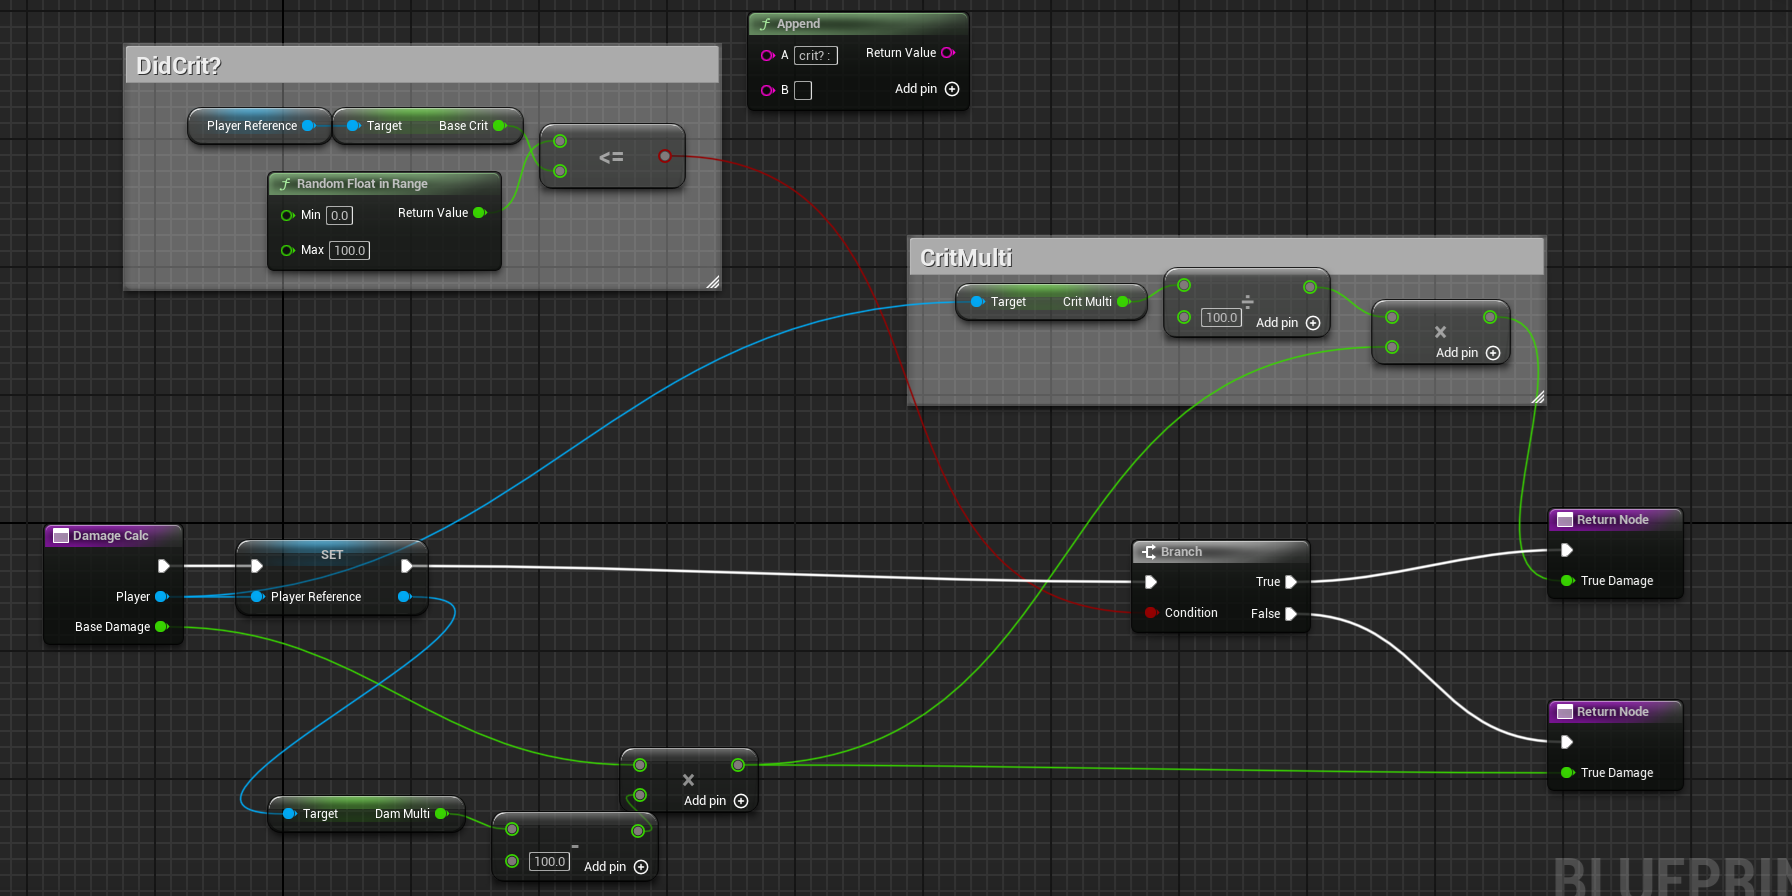 Append
A crit? : Return Value
B Add pin
DidCrit?
Player Reference Target Base Crit
<=
Random Float in Range
Min 0.0 Return Value
Max 100.0
CritMulti
Target Crit Multi
÷
100.0 Add pin
×
Add pin
Damage Calc
Player
Base Damage
SET
Player Reference
Branch
True
Condition False
Return Node
True Damage
Return Node
True Damage
×
Add pin
Target Dam Multi
-
100.0 Add pin